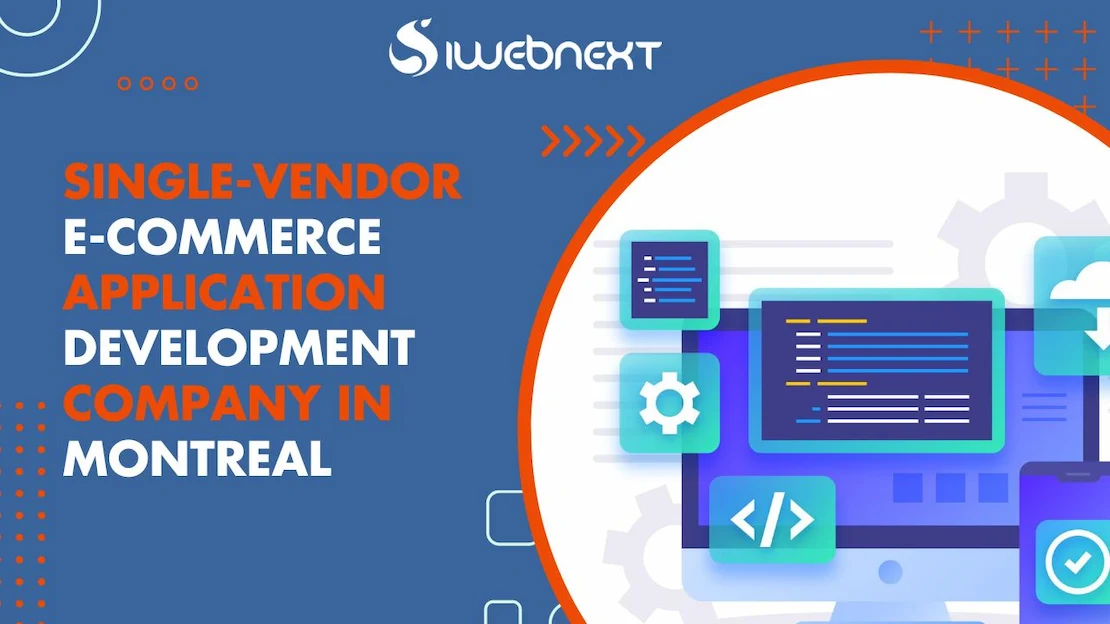 IWEBNEXT
SINGLE-VENDOR
E-COMMERCE
APPLICATION
DEVELOPMENT
COMPANY IN
MONTREAL
</>